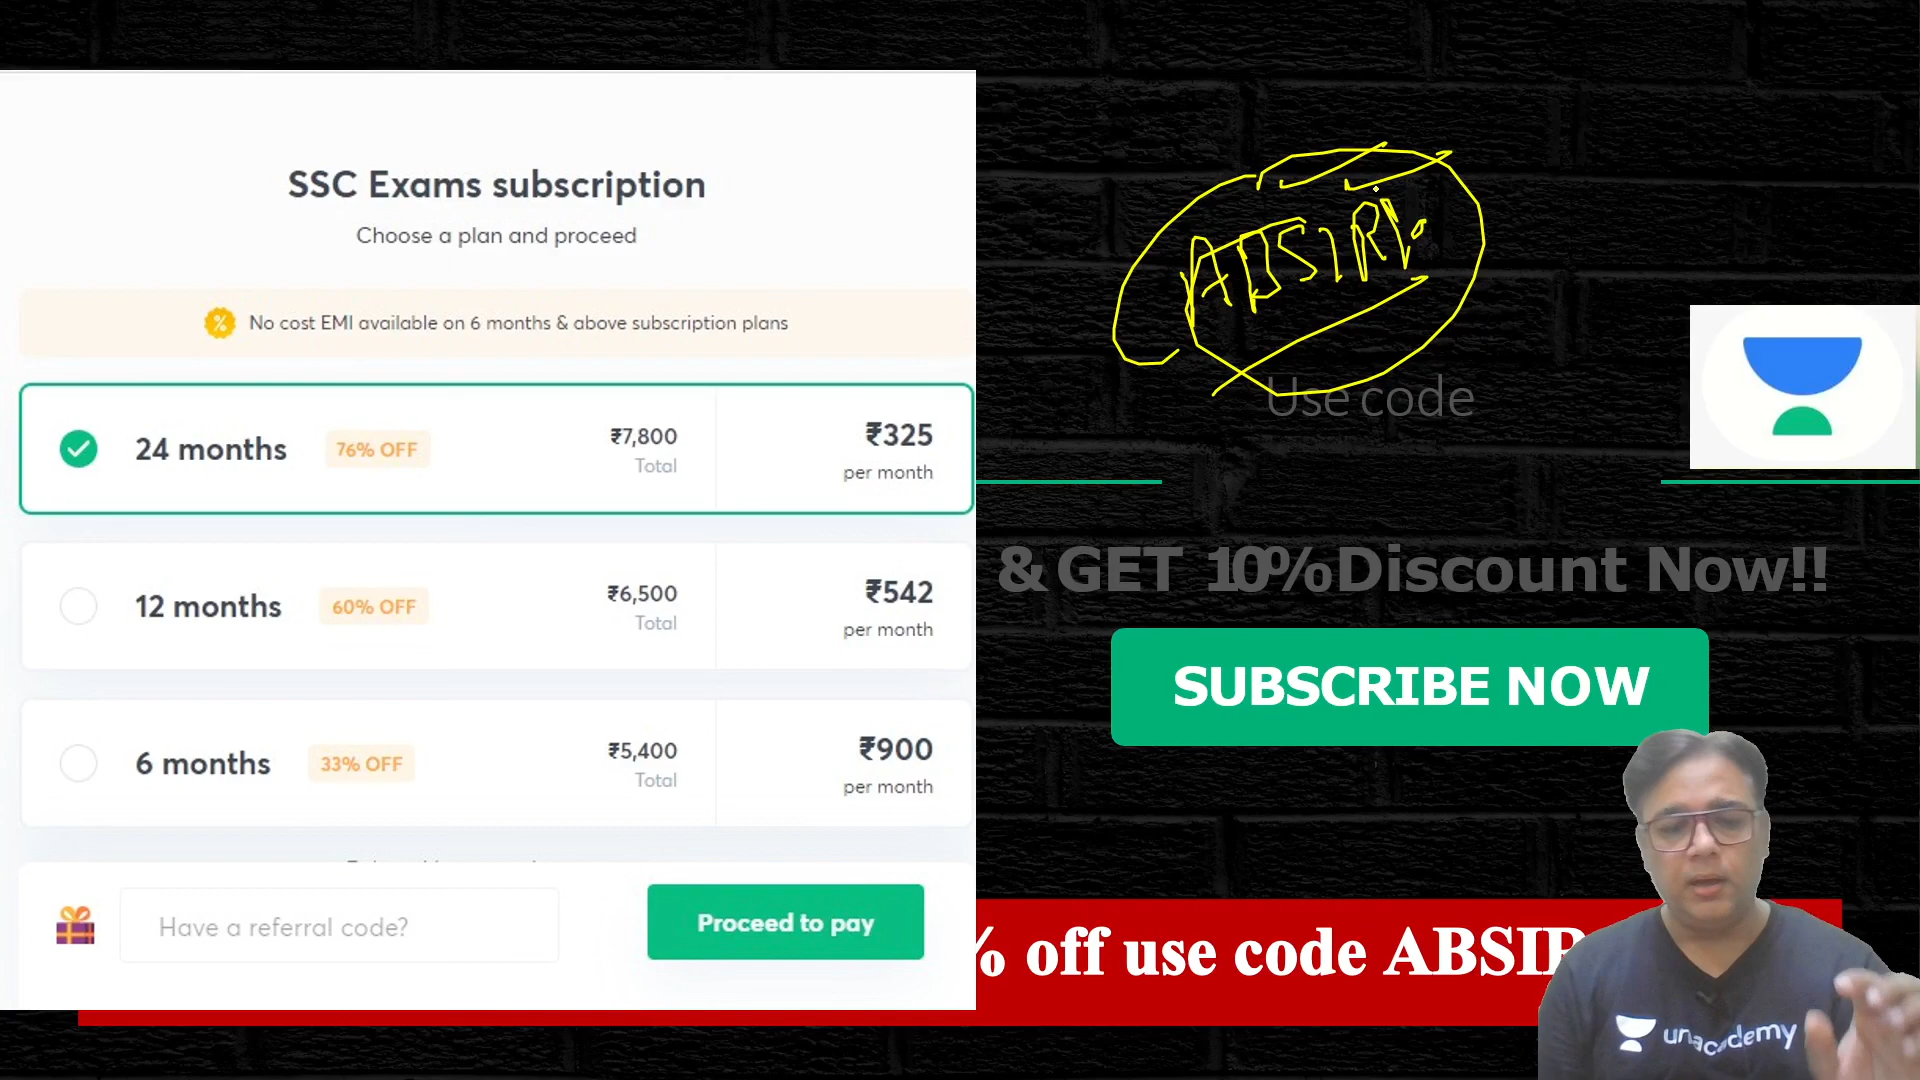 SSC Exams subscription
Choose a plan and proceed
No cost EMI available on 6 months & above subscription plans
24 months 76% OFF ₹7,800 Total ₹325 per month
12 months 60% OFF ₹6,500 Total ₹542 per month
6 months 33% OFF ₹5,400 Total ₹900 per month
Have a referral code?
Proceed to pay
Use code
& GET 10% Discount Now!!
SUBSCRIBE NOW
% off use code ABSIR
unacademy